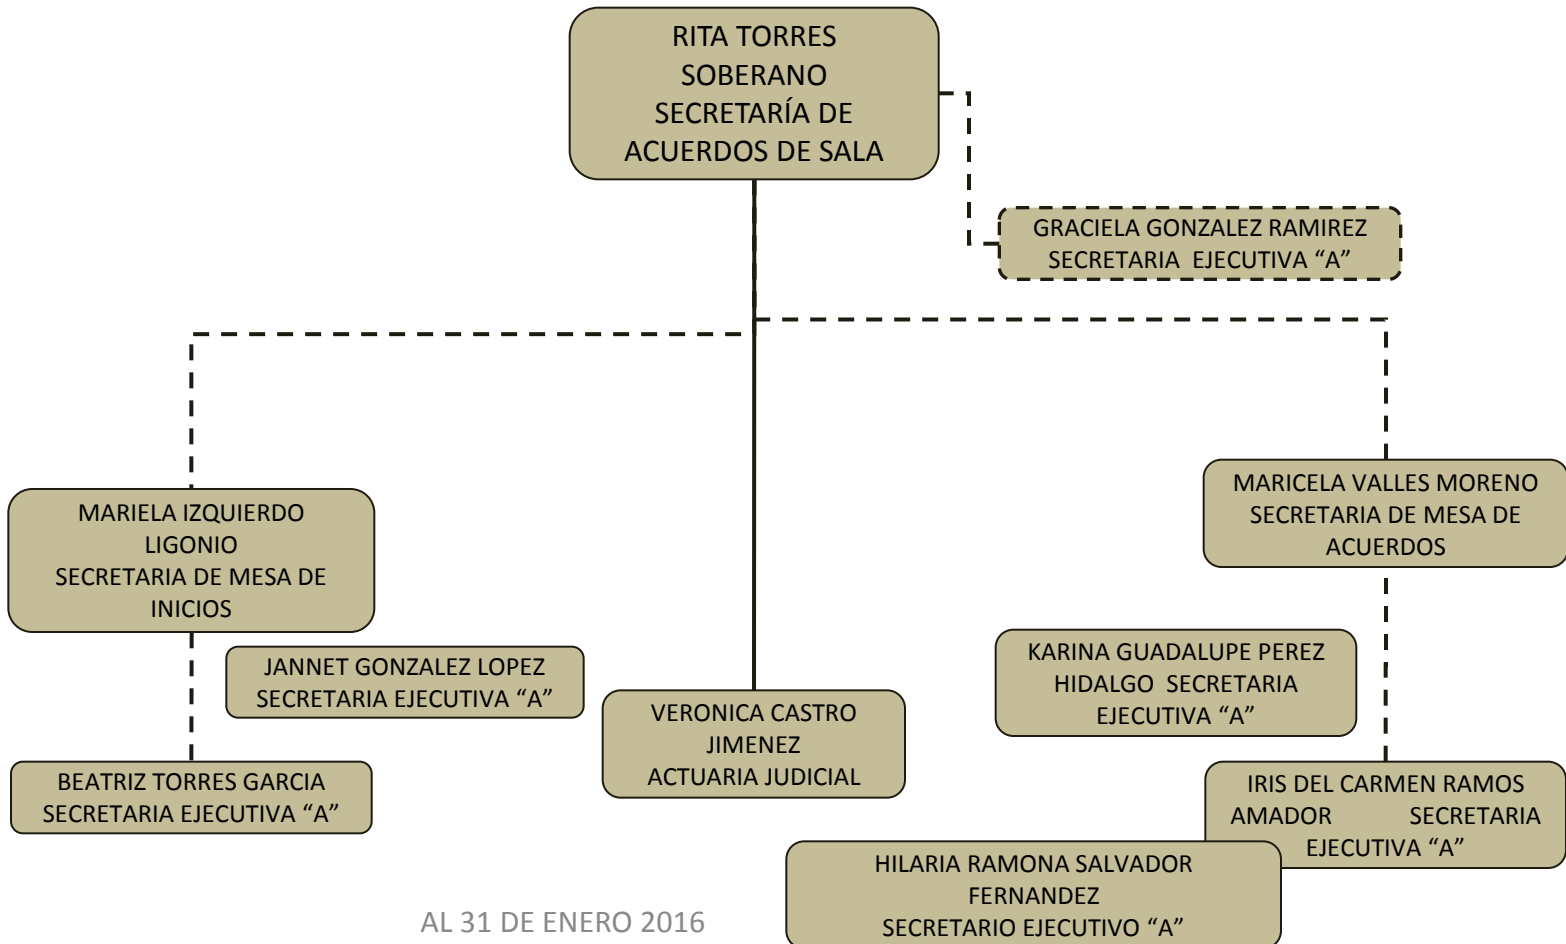 RITA TORRES
SOBERANO
SECRETARÍA DE
ACUERDOS DE SALA
GRACIELA GONZALEZ RAMIREZ
SECRETARIA  EJECUTIVA “A”
MARIELA IZQUIERDO
LIGONIO
SECRETARIA DE MESA DE
INICIOS
MARICELA VALLES MORENO
SECRETARIA DE MESA DE
ACUERDOS
JANNET GONZALEZ LOPEZ
SECRETARIA EJECUTIVA “A”
KARINA GUADALUPE PEREZ
HIDALGO  SECRETARIA
EJECUTIVA “A”
VERONICA CASTRO
JIMENEZ
ACTUARIA JUDICIAL
BEATRIZ TORRES GARCIA
SECRETARIA EJECUTIVA “A”
IRIS DEL CARMEN RAMOS
AMADOR SECRETARIA
EJECUTIVA “A”
HILARIA RAMONA SALVADOR
FERNANDEZ
SECRETARIO EJECUTIVO “A”
AL 31 DE ENERO 2016